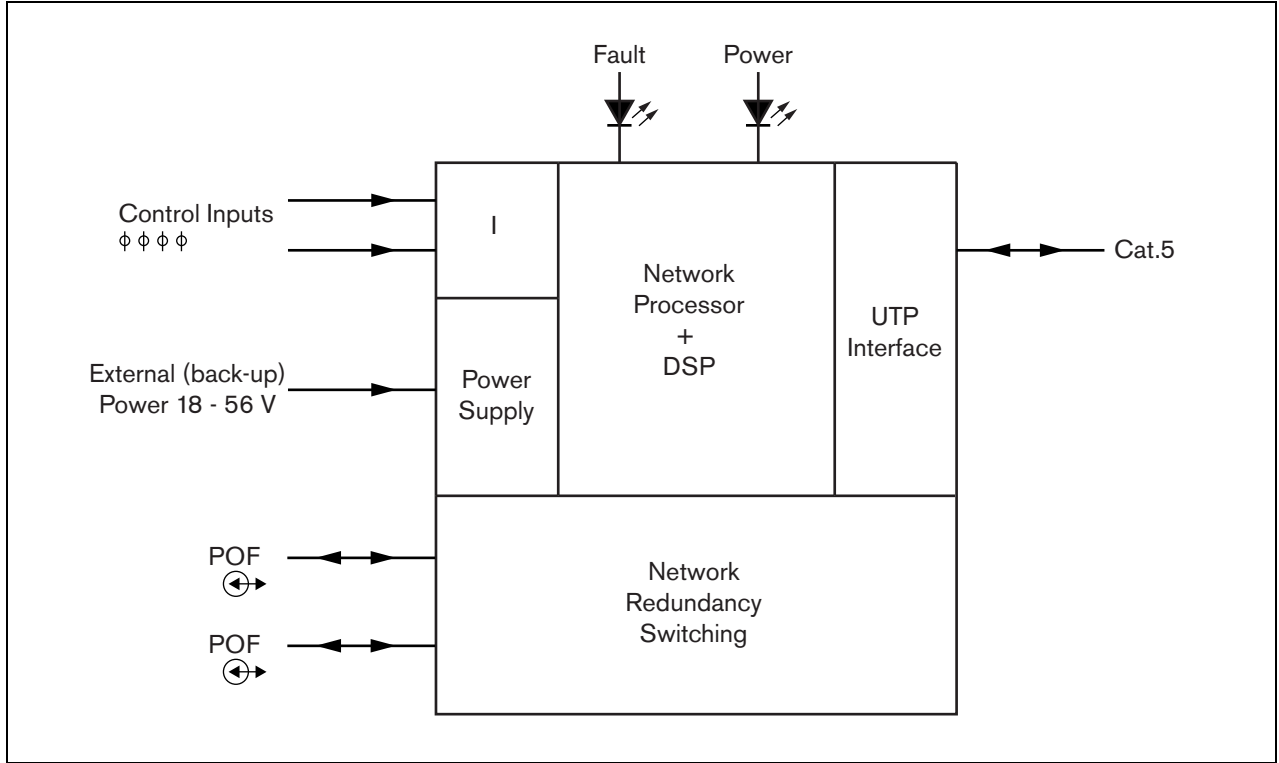 Fault
Power
Control Inputs
I
Network
Processor
+
DSP
UTP
Interface
Cat.5
External (back-up)
Power 18 - 56 V
Power
Supply
POF
POF
Network
Redundancy
Switching